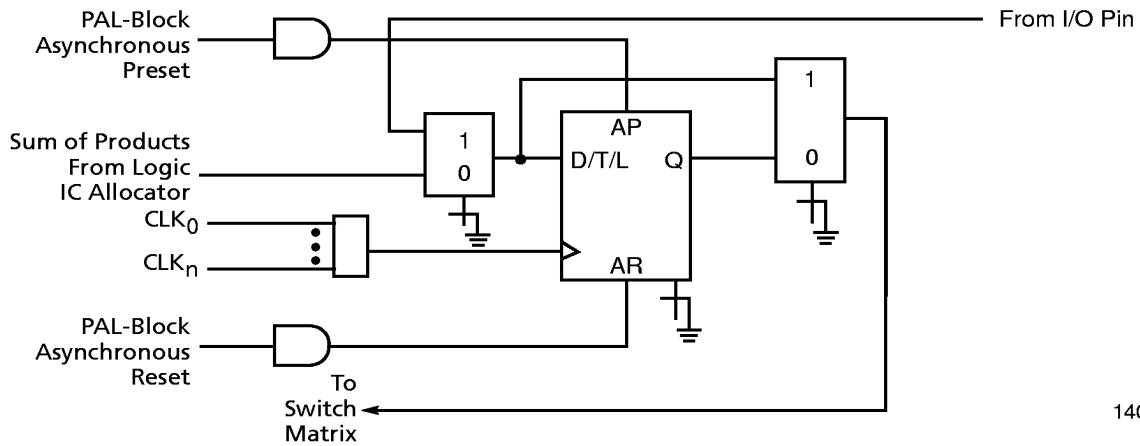 PAL-Block
Asynchronous
Preset
From I/O Pin
1
0
AP
D/T/L
Q
AR
1
0
Sum of Products
From Logic
IC Allocator
CLK0
CLKn
PAL-Block
Asynchronous
Reset
To
Switch
Matrix
140